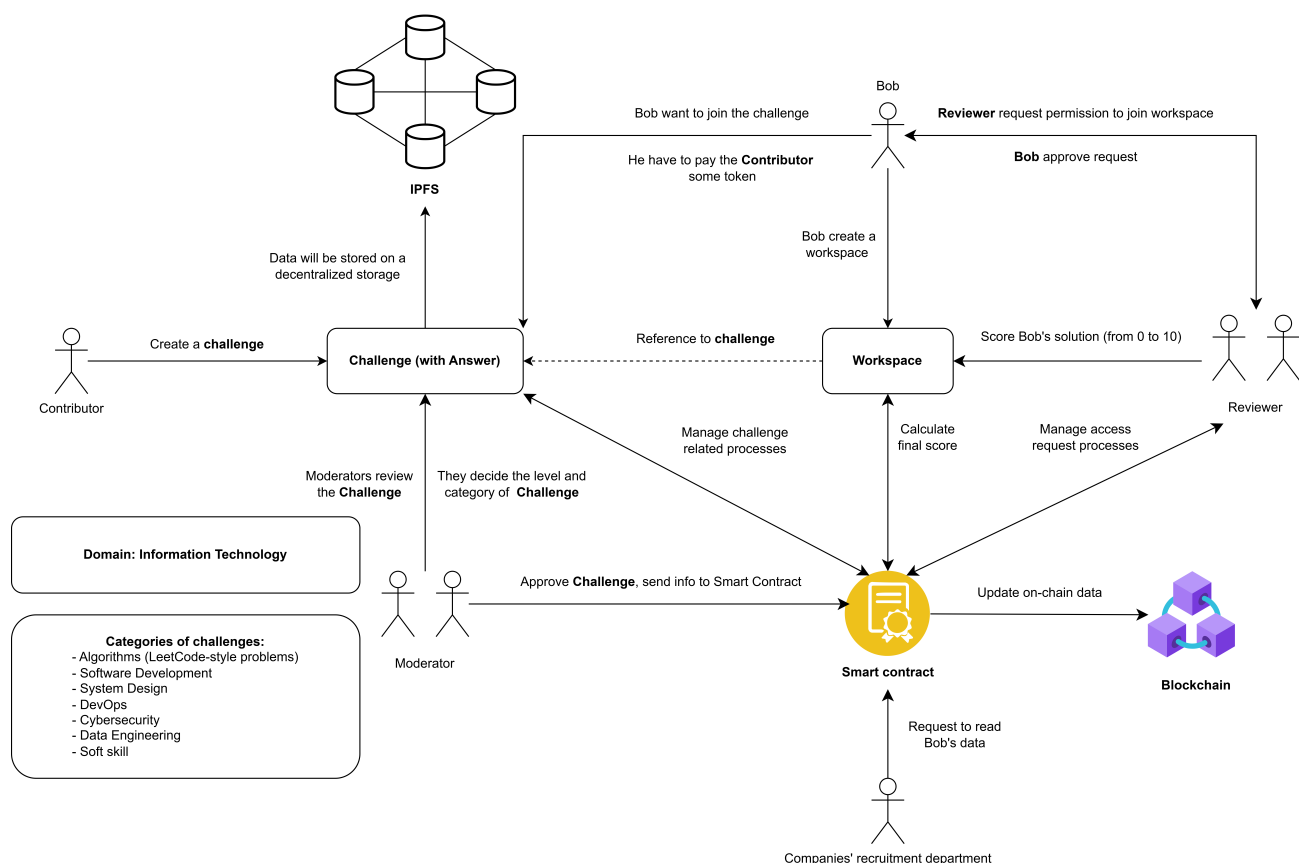 Bob
Bob want to join the challenge
Reviewer request permission to join workspace
He have to pay the Contributor
some token
Bob approve request
IPFS
Data will be stored on a
decentralized storage
Bob create a
workspace
Create a challenge
Challenge (with Answer)
Reference to challenge
Workspace
Score Bob's solution (from 0 to 10)
Contributor
Reviewer
Manage challenge
related processes
Calculate
final score
Manage access
request processes
Moderators review
the Challenge
They decide the level and
category of Challenge
Domain: Information Technology
Approve Challenge, send info to Smart Contract
Update on-chain data
Categories of challenges:
- Algorithms (LeetCode-style problems)
- Software Development
- System Design
- DevOps
- Cybersecurity
- Data Engineering
- Soft skill
Moderator
Smart contract
Blockchain
Request to read
Bob's data
Companies' recruitment department